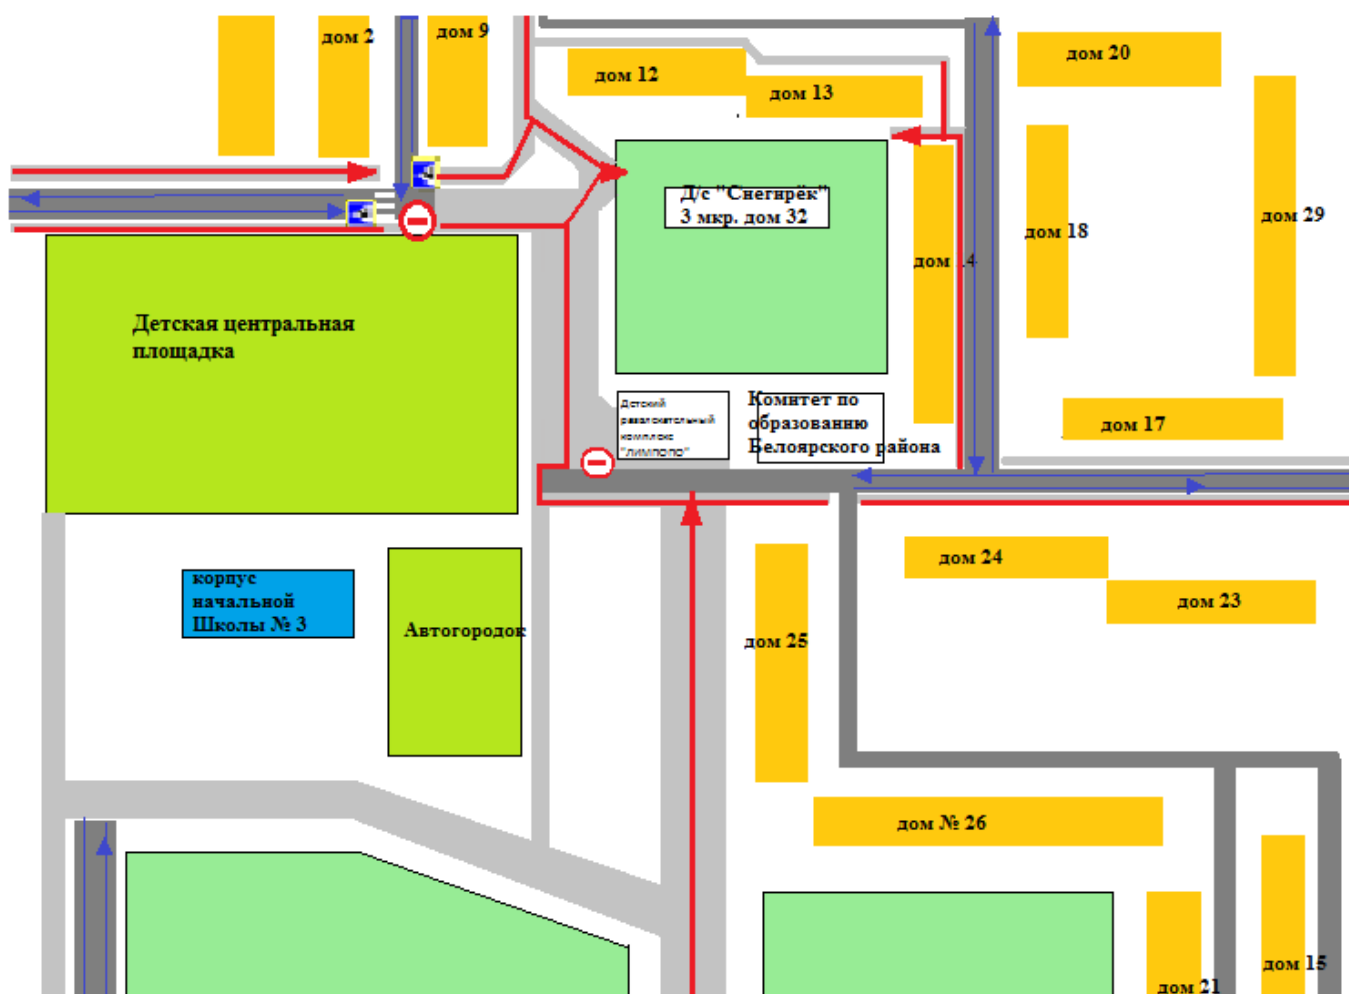 дом 2
дом 9
дом 12
дом 13
дом 20
Д/с "Снегирёк"
3 мкр. дом 32
дом 14
дом 18
дом 29
Детская центральная
площадка
Детский
развлекательный
комплекс
"ЛИМПОПО"
Комитет по
образованию
Белоярского района
дом 17
дом 24
дом 23
корпус
начальной
Школы № 3
Автогородок
дом 25
дом № 26
дом 15
дом 21